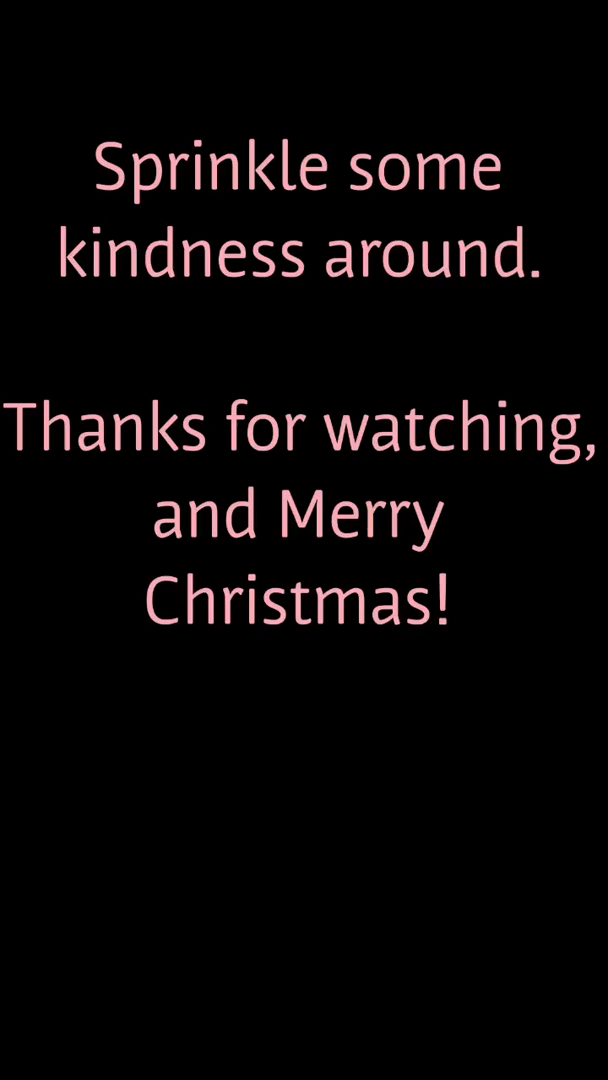 Sprinkle some
kindness around.
Thanks for watching,
and Merry
Christmas!